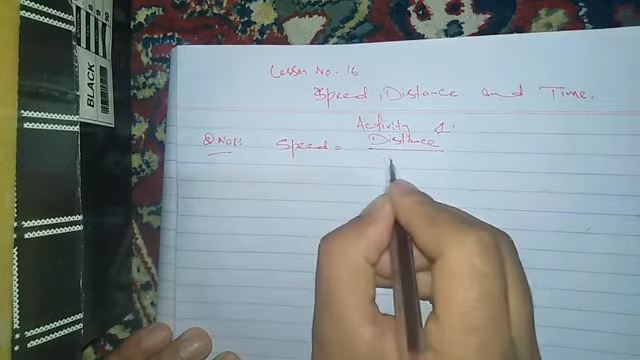 BLACK
Lesson No. 16
Speed, Distance and Time.
Activity 1.
Q No1: Speed = Distance